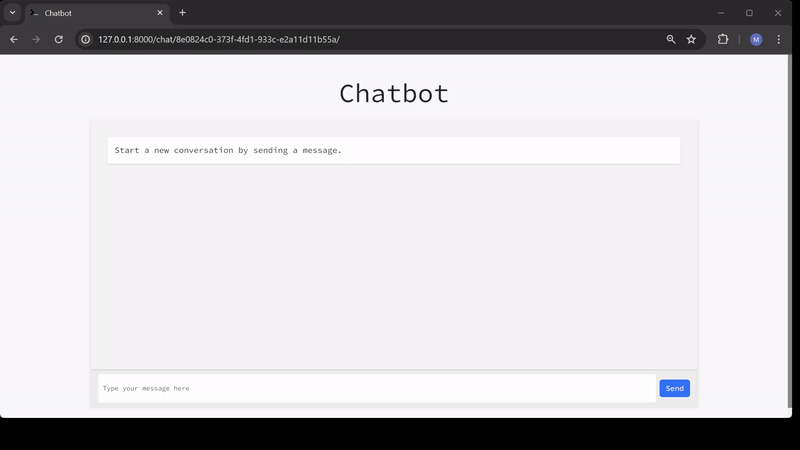 Chatbot
127.0.0.1:8000/chat/8e0824c0-373f-4fd1-933c-e2a11d11b55a/
M
Chatbot
Start a new conversation by sending a message.
Type your message here
Send